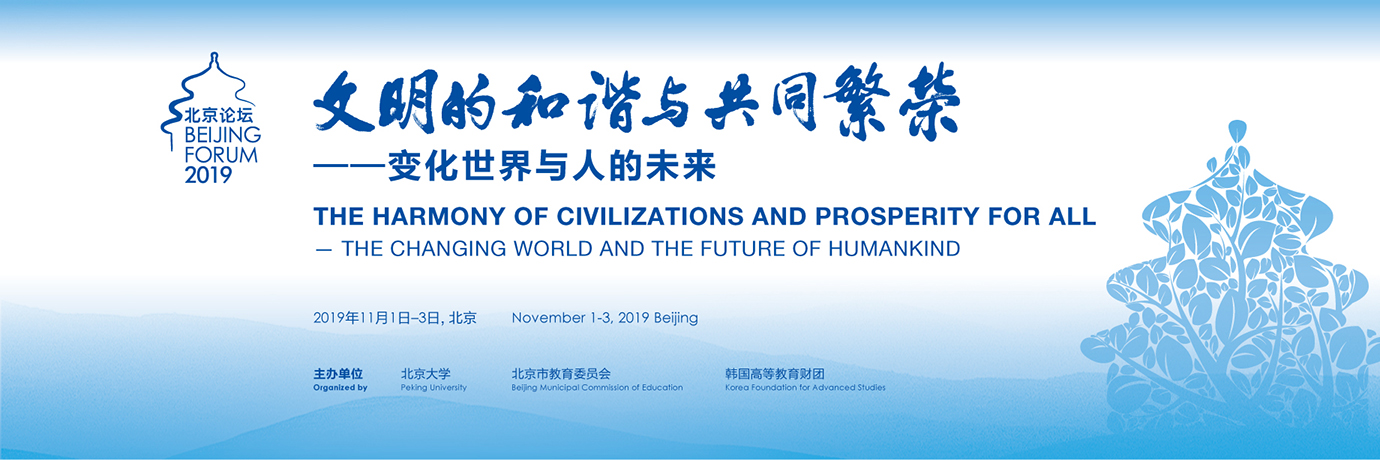 北京论坛
BEIJING
FORUM
2019
文明的和谐与共同繁荣
——变化世界与人的未来
THE HARMONY OF CIVILIZATIONS AND PROSPERITY FOR ALL
— THE CHANGING WORLD AND THE FUTURE OF HUMANKIND
2019年11月1日–3日, 北京 November 1-3, 2019 Beijing
主办单位 北京大学 北京市教育委员会 韩国高等教育财团
Organized by Peking University Beijing Municipal Commission of Education Korea Foundation for Advanced Studies